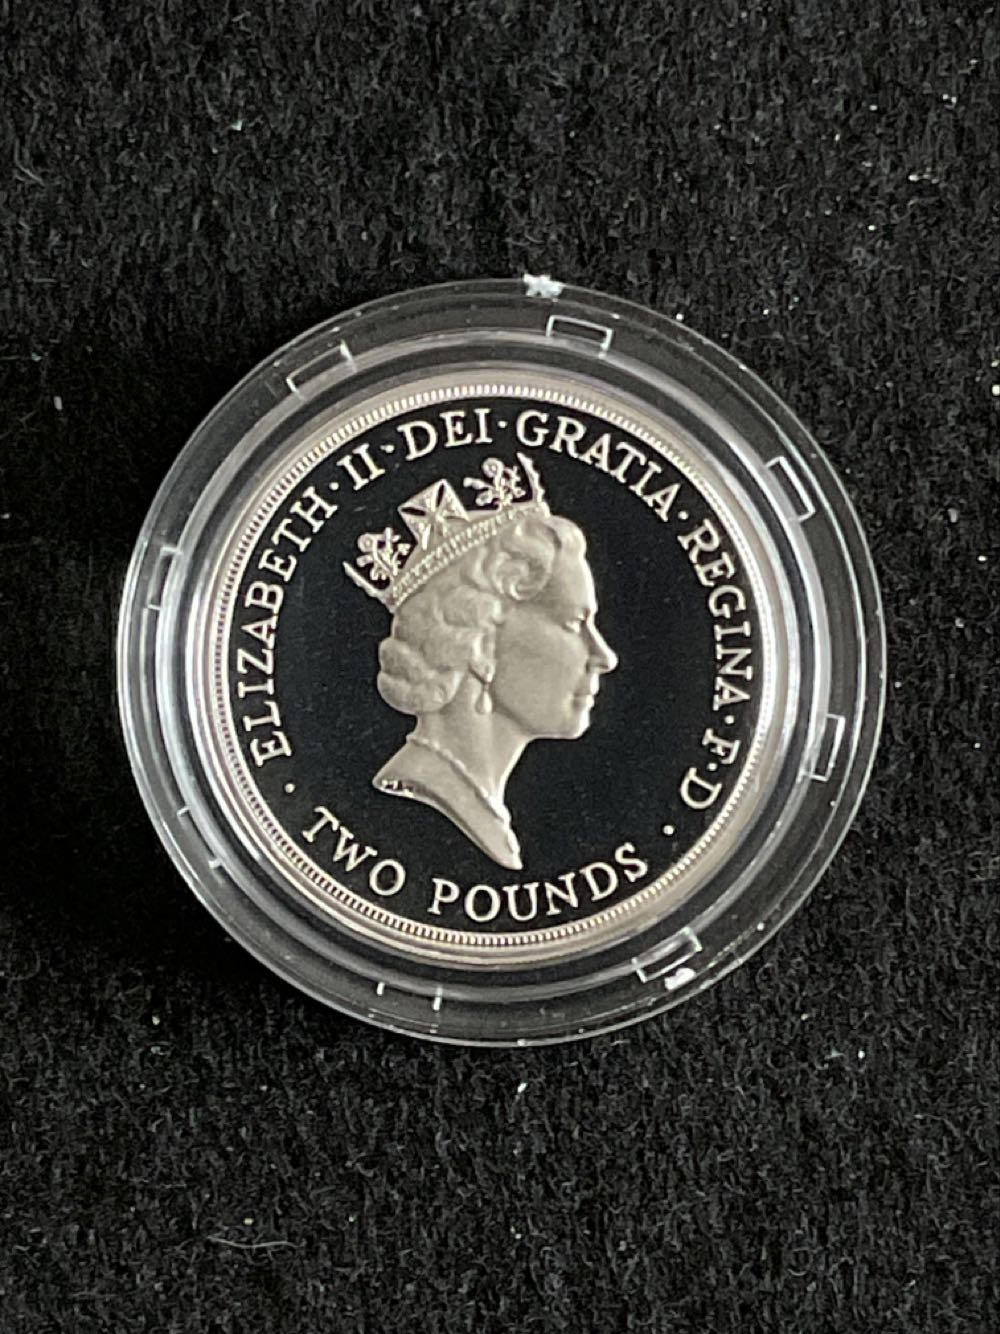 ELIZABETH · II · DEI · GRATIA · REGINA · F · D ·
TWO POUNDS ·